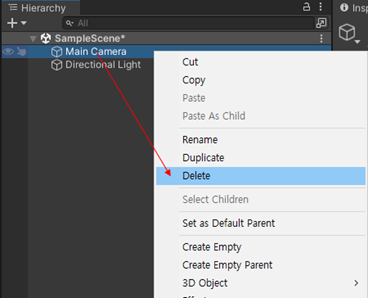 Hierarchy
Inspe
All
SampleScene*
Main Camera
Directional Light
Cut
Copy
Paste
Paste As Child
Rename
Duplicate
Delete
Select Children
Set as Default Parent
Create Empty
Create Empty Parent
3D Object